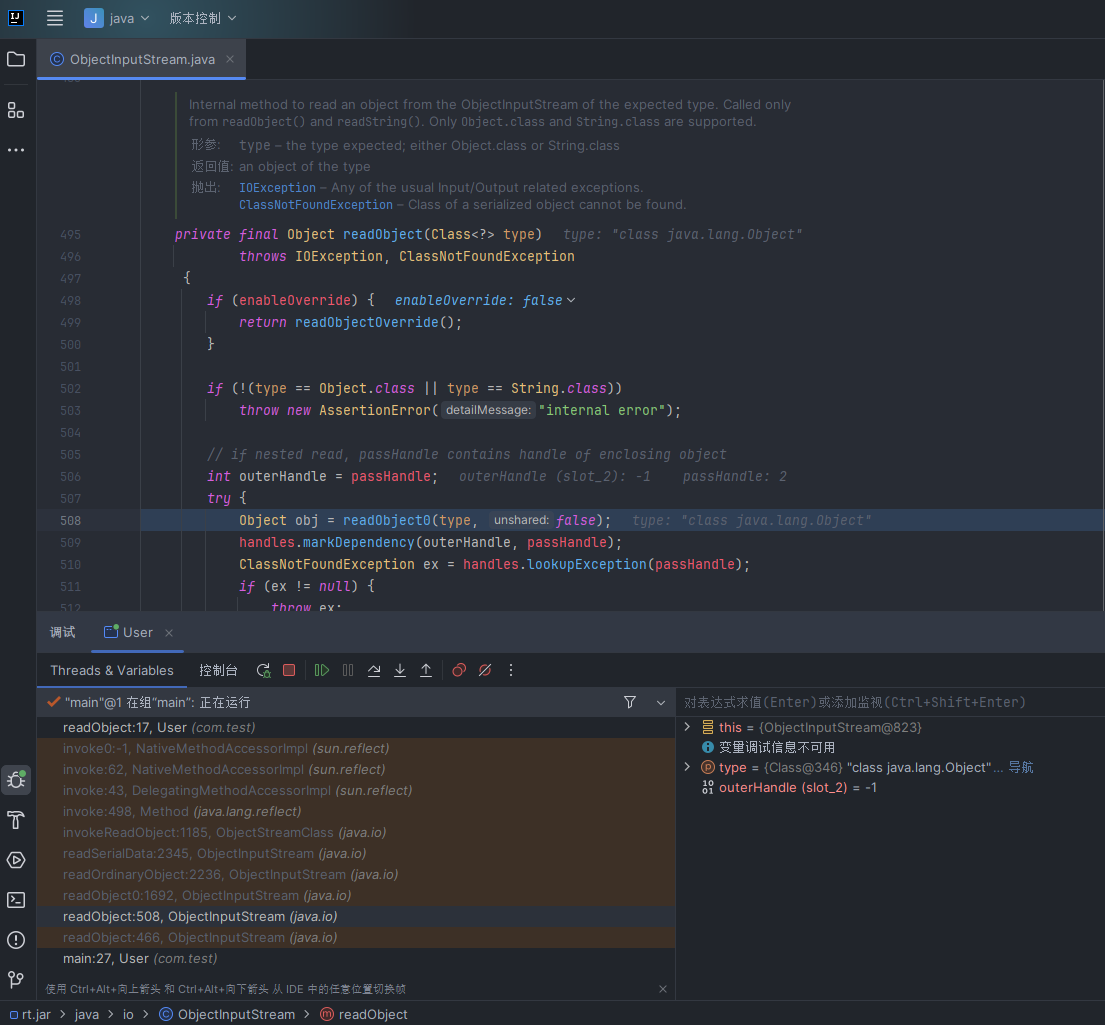 J java 版本控制
ObjectInputStream.java
Internal method to read an object from the ObjectInputStream of the expected type. Called only
from readObject() and readString(). Only Object.class and String.class are supported.
形参: type – the type expected; either Object.class or String.class
返回值: an object of the type
抛出: IOException – Any of the usual Input/Output related exceptions.
ClassNotFoundException – Class of a serialized object cannot be found.
495 private final Object readObject(Class<?> type) type: "class java.lang.Object"
496 throws IOException, ClassNotFoundException
497 {
498 if (enableOverride) { enableOverride: false
499 return readObjectOverride();
500 }
501
502 if (!(type == Object.class || type == String.class))
503 throw new AssertionError( detailMessage: "internal error");
504
505 // if nested read, passHandle contains handle of enclosing object
506 int outerHandle = passHandle; outerHandle (slot_2): -1 passHandle: 2
507 try {
508 Object obj = readObject0(type, unshared: false); type: "class java.lang.Object"
509 handles.markDependency(outerHandle, passHandle);
510 ClassNotFoundException ex = handles.lookupException(passHandle);
511 if (ex != null) {
512 throw ex;
调试 User
Threads & Variables 控制台
"main"@1 在组"main": 正在运行
readObject:17, User (com.test)
invoke0:-1, NativeMethodAccessorImpl (sun.reflect)
invoke:62, NativeMethodAccessorImpl (sun.reflect)
invoke:43, DelegatingMethodAccessorImpl (sun.reflect)
invoke:498, Method (java.lang.reflect)
invokeReadObject:1185, ObjectStreamClass (java.io)
readSerialData:2345, ObjectInputStream (java.io)
readOrdinaryObject:2236, ObjectInputStream (java.io)
readObject0:1692, ObjectInputStream (java.io)
readObject:508, ObjectInputStream (java.io)
readObject:466, ObjectInputStream (java.io)
main:27, User (com.test)
使用 Ctrl+Alt+向上箭头 和 Ctrl+Alt+向下箭头 从 IDE 中的任意位置切换帧
对表达式求值(Enter)或添加监视(Ctrl+Shift+Enter)
this = {ObjectInputStream@823}
变量调试信息不可用
type = {Class@346} "class java.lang.Object"... 导航
outerHandle (slot_2) = -1
rt.jar java io ObjectInputStream readObject